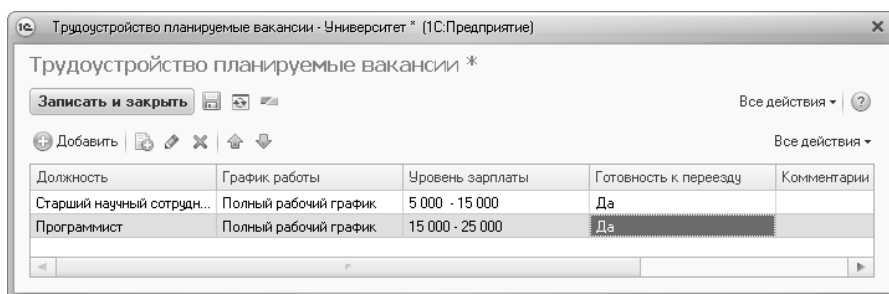 Трудоустройство планируемые вакансии - Университет * (1С:Предприятие)
Трудоустройство планируемые вакансии *
Записать и закрыть Все действия ?
Добавить Все действия
Должность График работы Уровень зарплаты Готовность к переезду Комментарии
Старший научный сотрудн... Полный рабочий график 5 000 - 15 000 Да
Программист Полный рабочий график 15 000 - 25 000 Да